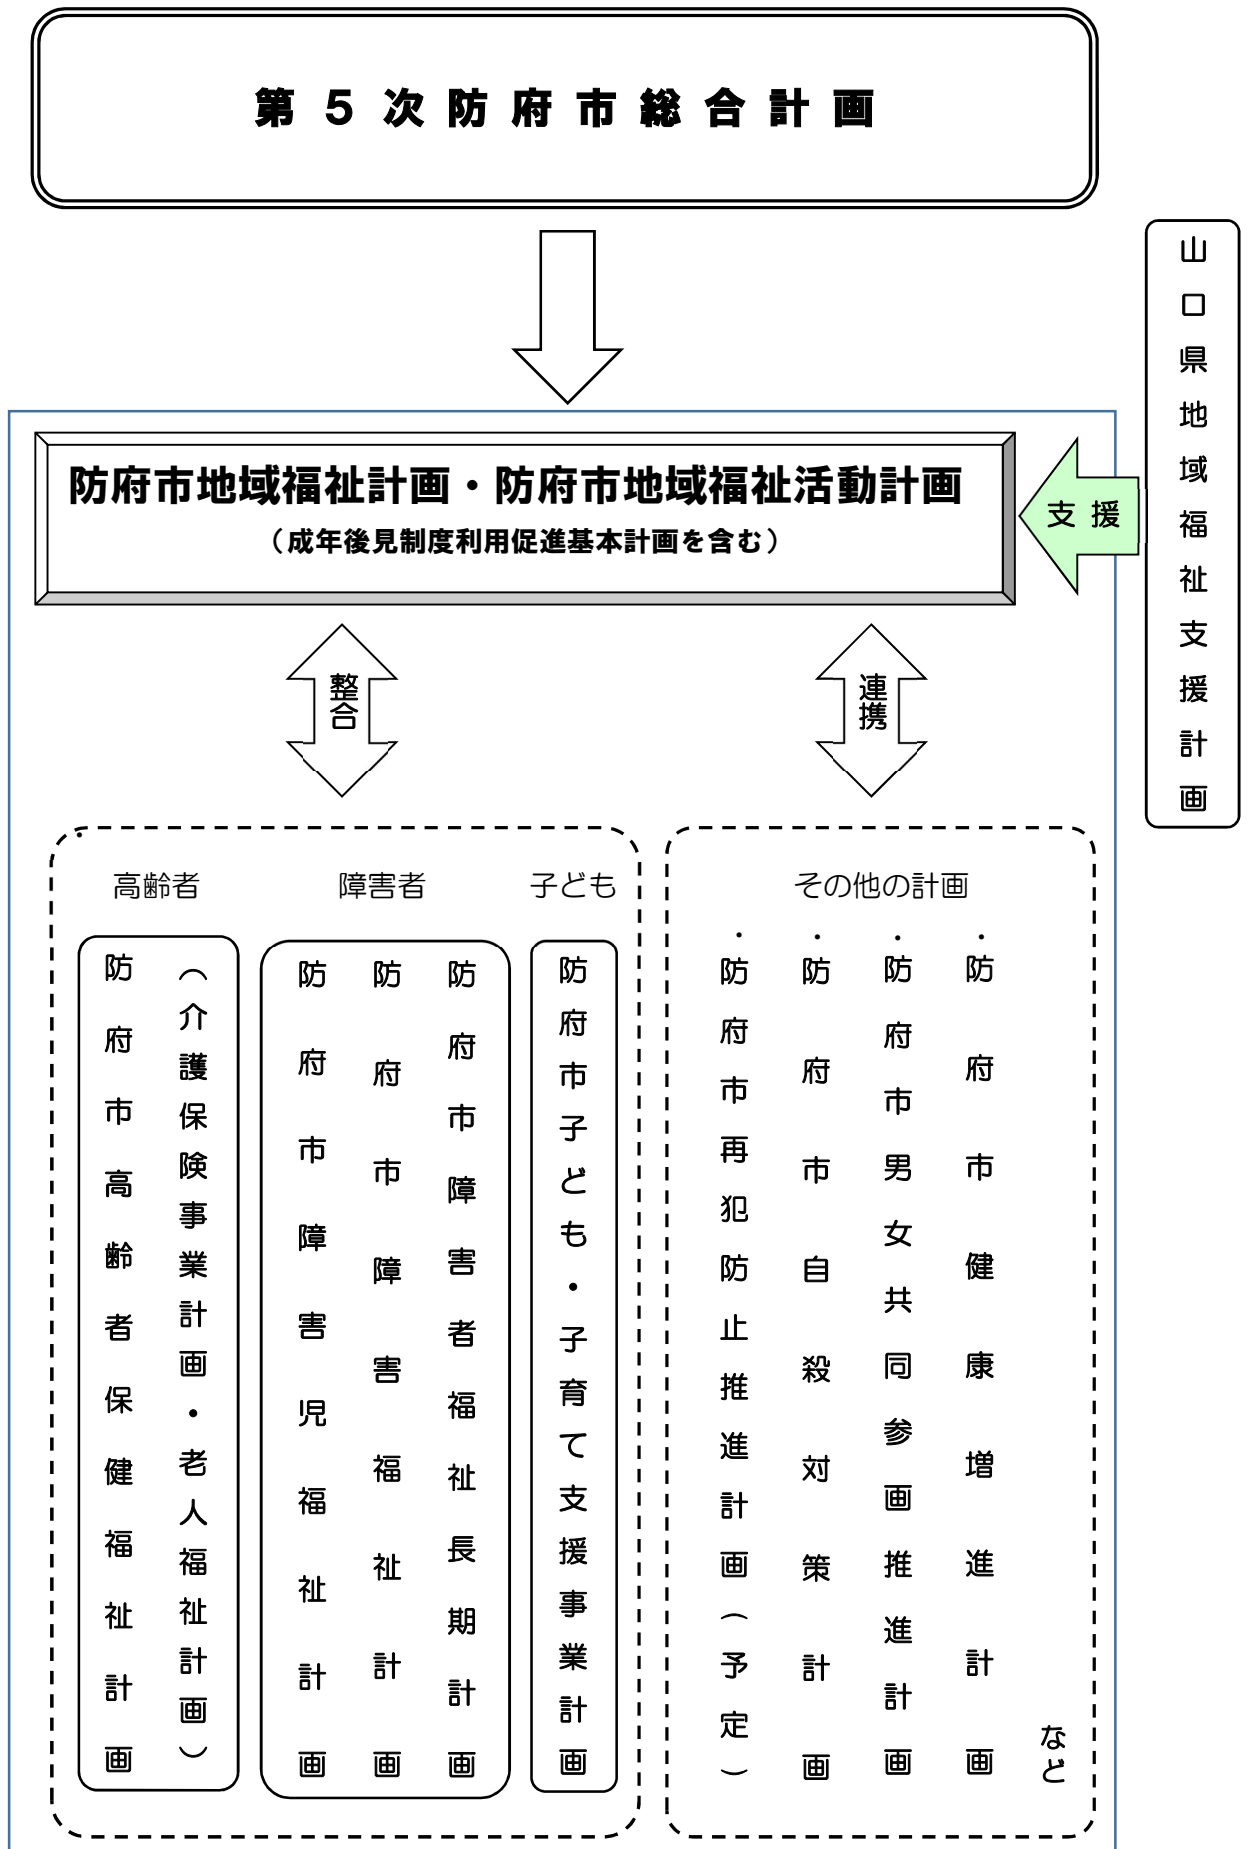 第５次防府市総合計画
山口県地域福祉支援計画
防府市地域福祉計画・防府市地域福祉活動計画
（成年後見制度利用促進基本計画を含む）
支援
整合
連携
高齢者
障害者
子ども
その他の計画
（介護保険事業計画・老人福祉計画）
防府市高齢者保健福祉計画
防府市障害者福祉長期計画
防府市障害福祉計画
防府市障害児福祉計画
防府市子ども・子育て支援事業計画
など
・防府市健康増進計画
・防府市男女共同参画推進計画
・防府市自殺対策計画
・防府市再犯防止推進計画（予定）